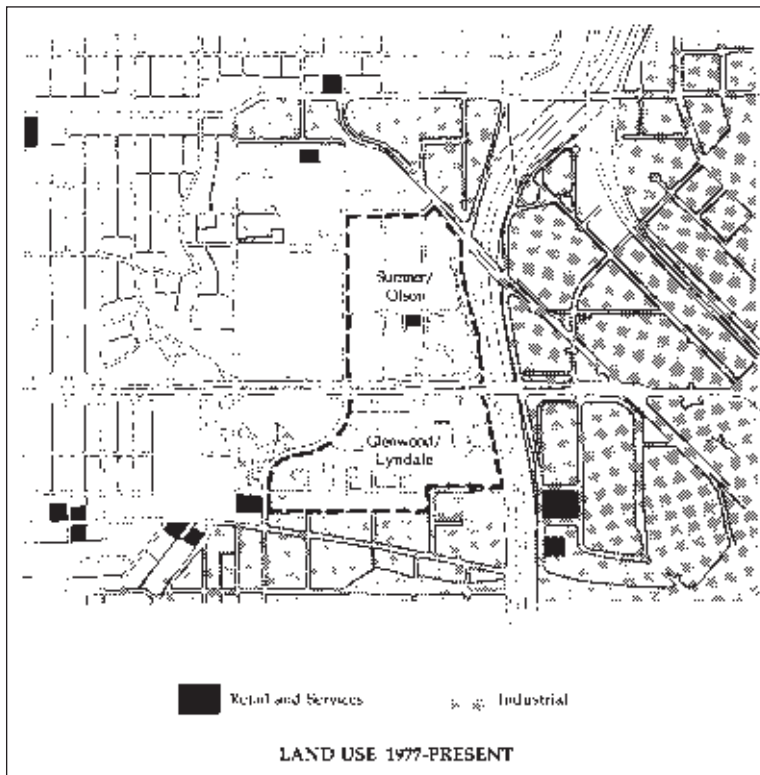 Sumner/
Olson
Glenwood/
Lyndale
Retail and Services
Industrial
LAND USE 1977-PRESENT